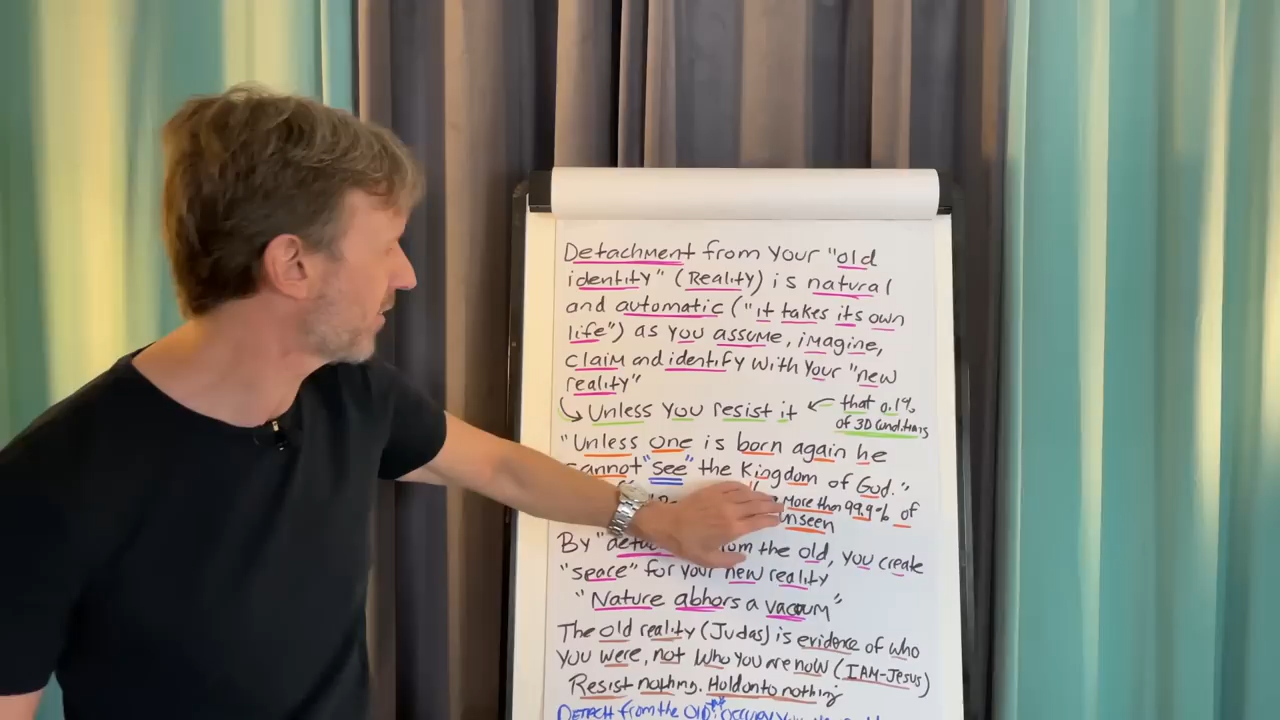 Detachment from your "old
identity" (Reality) is natural
and automatic ("it takes its own
life") as you assume, imagine,
claim and identify with your "new
reality"
↳ Unless you resist it ← that 0.1%
of 3D conditions
"Unless one is born again he
cannot "see" the Kingdom of God."
More than 99.9% of
unseen
By from the old, you create
"space" for your new reality
"Nature abhors a vacuum"
The old reality (Judas) is evidence of who
you were, not who you are now (I AM-Jesus)
Resist nothing. Hold onto nothing
DETACH from the OLD